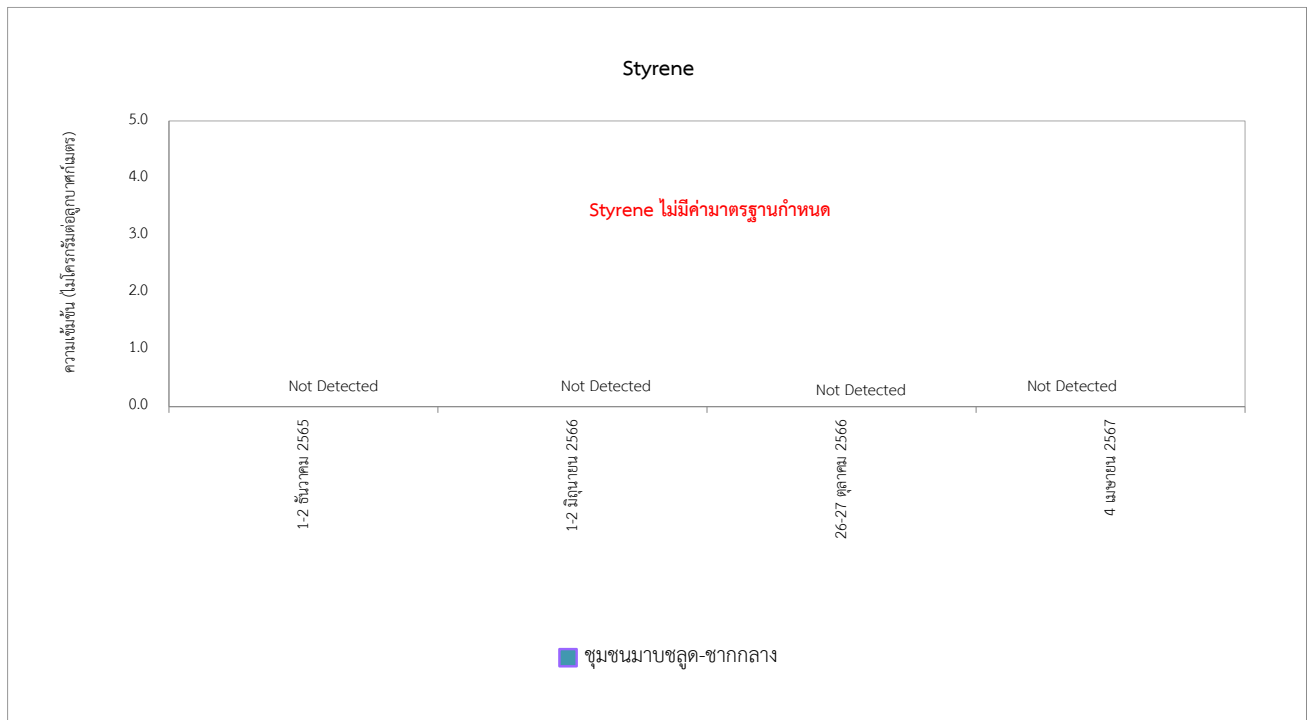 Styrene
ความเข้มข้น (ไมโครกรัมต่อลูกบาศก์เมตร)
5.0
4.0
3.0
2.0
1.0
0.0
Styrene ไม่มีค่ามาตรฐานกำหนด
Not Detected
Not Detected
Not Detected
Not Detected
1-2 ธันวาคม 2565
1-2 มิถุนายน 2566
26-27 ตุลาคม 2566
4 เมษายน 2567
ชุมชนมาบชลูด-ชากกลาง